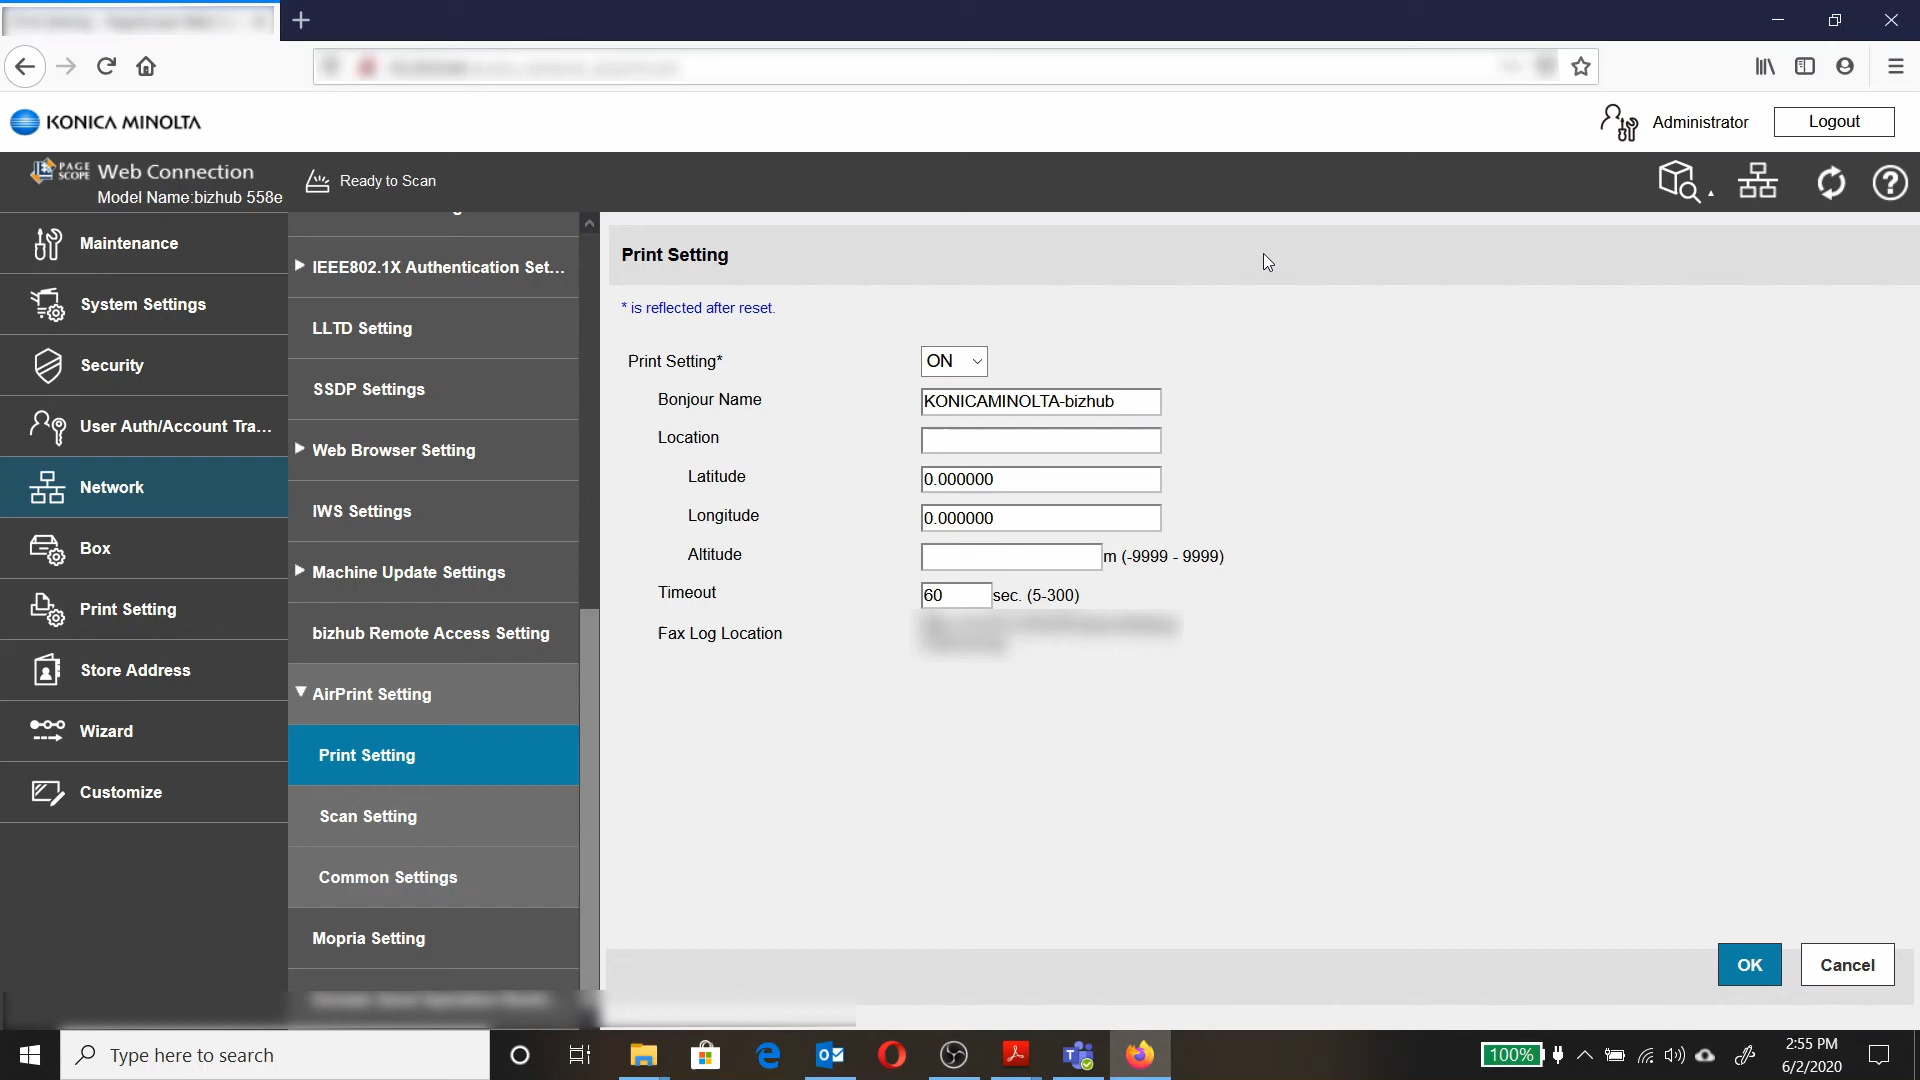 KONICA MINOLTA
Administrator
Logout
PAGE SCOPE Web Connection
Model Name:bizhub 558e
Ready to Scan
Maintenance
System Settings
Security
User Auth/Account Tra...
Network
Box
Print Setting
Store Address
Wizard
Customize
IEEE802.1X Authentication Set...
LLTD Setting
SSDP Settings
Web Browser Setting
IWS Settings
Machine Update Settings
bizhub Remote Access Setting
AirPrint Setting
Print Setting
Scan Setting
Common Settings
Mopria Setting
Print Setting
* is reflected after reset.
Print Setting* ON
Bonjour Name KONICAMINOLTA-bizhub
Location
Latitude 0.000000
Longitude 0.000000
Altitude m (-9999 - 9999)
Timeout 60 sec. (5-300)
Fax Log Location
OK Cancel
Type here to search
100%
2:55 PM
6/2/2020